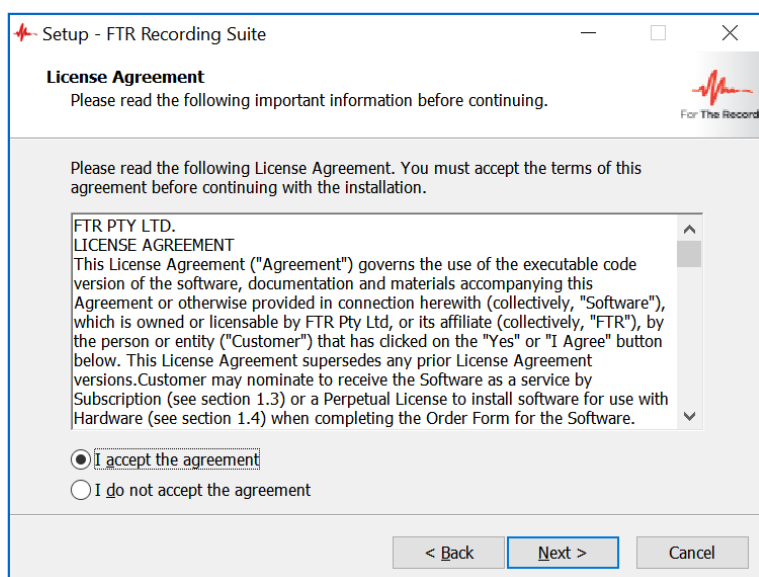 Setup - FTR Recording Suite
License Agreement
Please read the following important information before continuing.
For The Record
Please read the following License Agreement. You must accept the terms of this
agreement before continuing with the installation.
FTR PTY LTD.
LICENSE AGREEMENT
This License Agreement ("Agreement") governs the use of the executable code
version of the software, documentation and materials accompanying this
Agreement or otherwise provided in connection herewith (collectively, "Software"),
which is owned or licensable by FTR Pty Ltd, or its affiliate (collectively, "FTR"), by
the person or entity ("Customer") that has clicked on the "Yes" or "I Agree" button
below. This License Agreement supersedes any prior License Agreement
versions.Customer may nominate to receive the Software as a service by
Subscription (see section 1.3) or a Perpetual License to install software for use with
Hardware (see section 1.4) when completing the Order Form for the Software.
I accept the agreement
I do not accept the agreement
< Back
Next >
Cancel